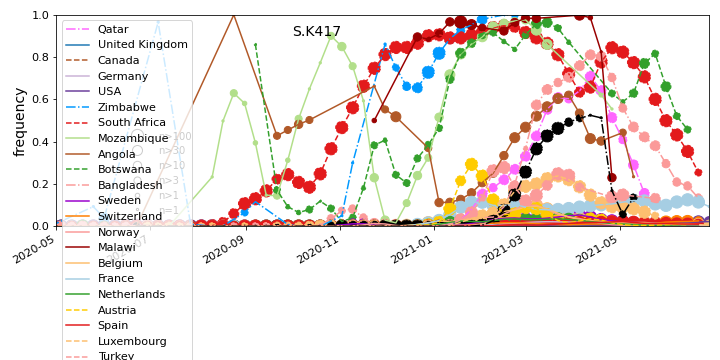 S.K417
frequency
1.0
0.8
0.6
0.4
0.2
0.0
Qatar
United Kingdom
Canada
Germany
USA
Zimbabwe
South Africa
Mozambique
Angola
Botswana
Bangladesh
Sweden
Switzerland
Norway
Malawi
Belgium
France
Netherlands
Austria
Spain
Luxembourg
Turkey
n>100
n>30
n>10
n>3
n>1
n=1
2020-05
2020-07
2020-09
2020-11
2021-01
2021-03
2021-05